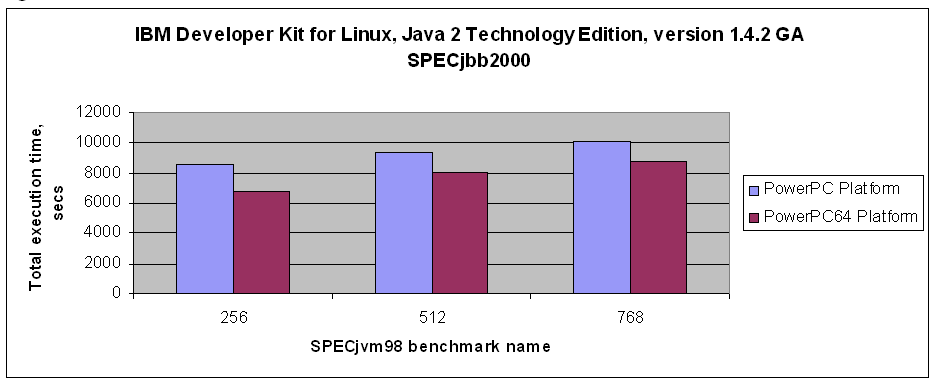 IBM Developer Kit for Linux, Java 2 Technology Edition, version 1.4.2 GA
SPECjbb2000
Total execution time,
secs
12000
10000
8000
6000
4000
2000
0
256
512
768
SPECjvm98 benchmark name
PowerPC Platform
PowerPC64 Platform